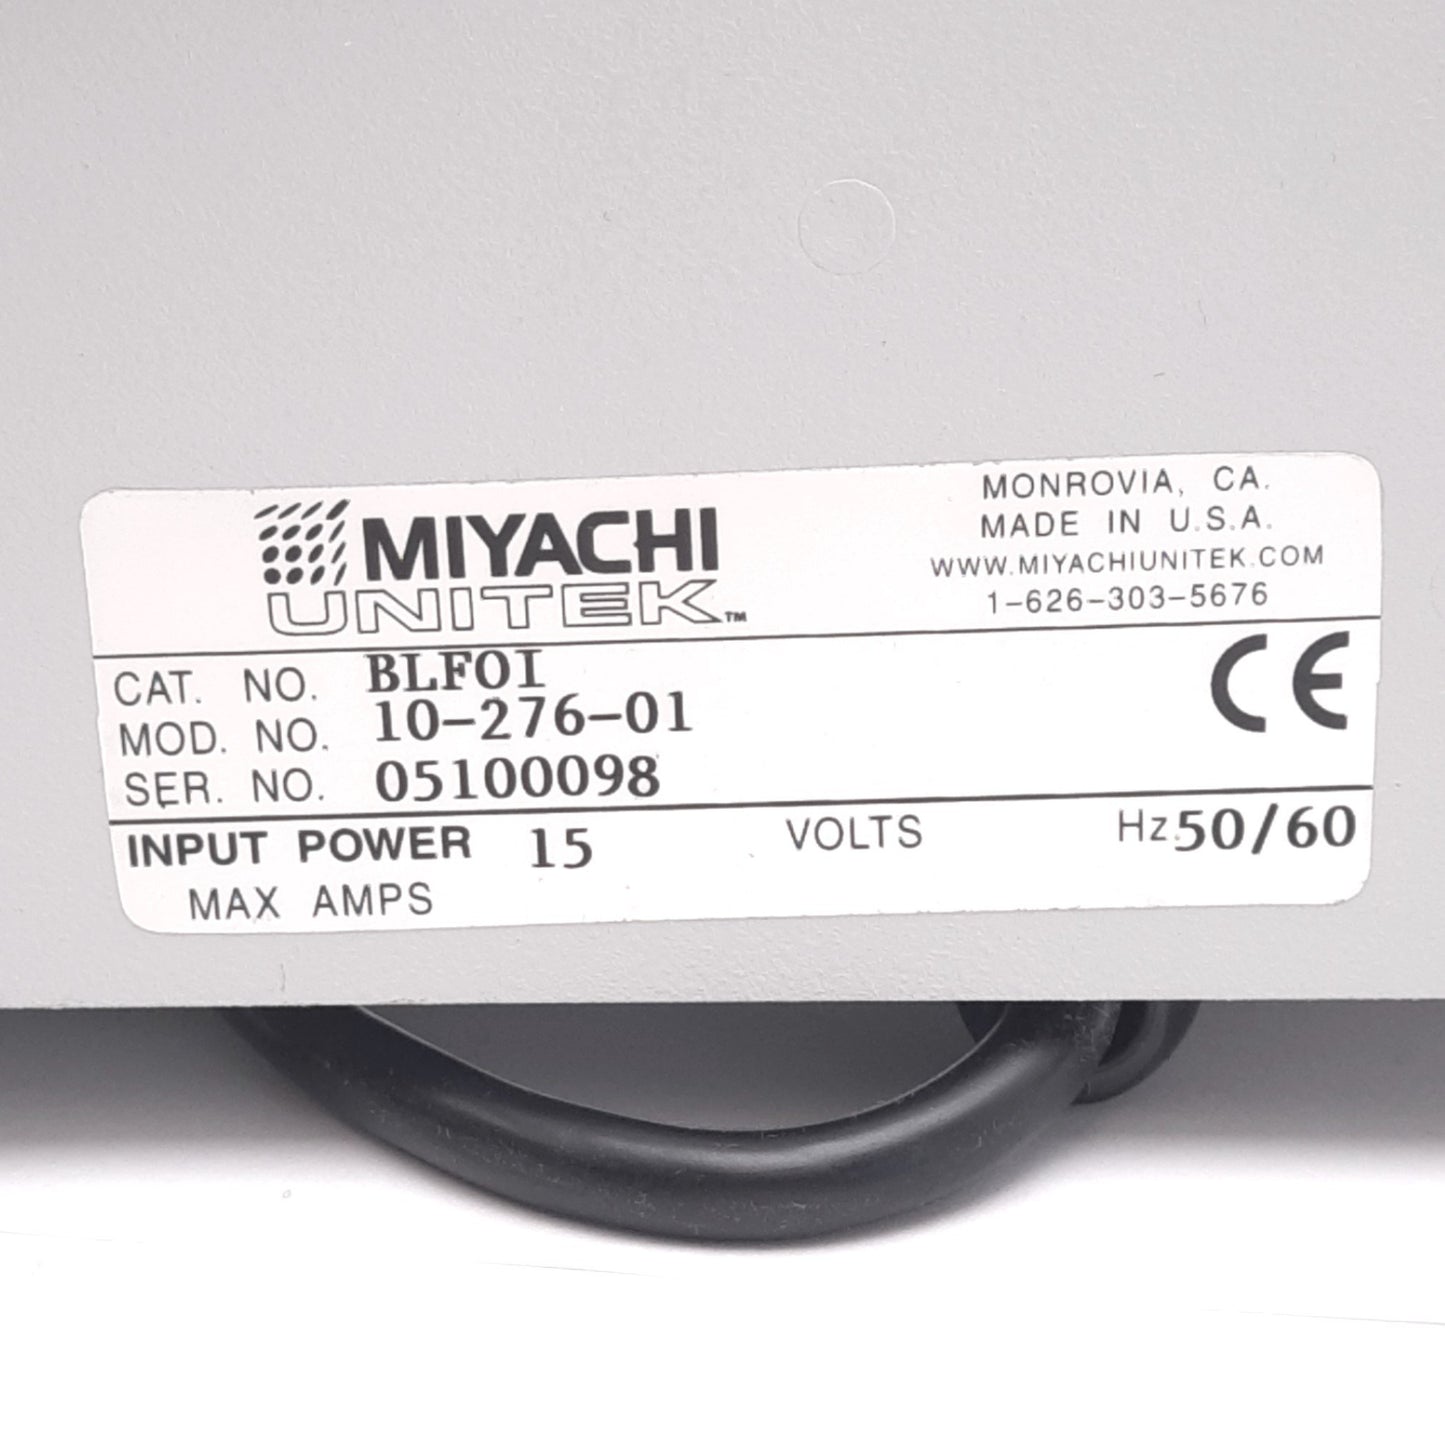 MIYACHI
UNITEK™
MONROVIA, CA.
MADE IN U.S.A.
WWW.MIYACHIUNITEK.COM
1-626-303-5676
CAT. NO. BLFOI
MOD. NO. 10-276-01
SER. NO. 05100098
CE
INPUT POWER 15 VOLTS Hz.50/60
MAX AMPS